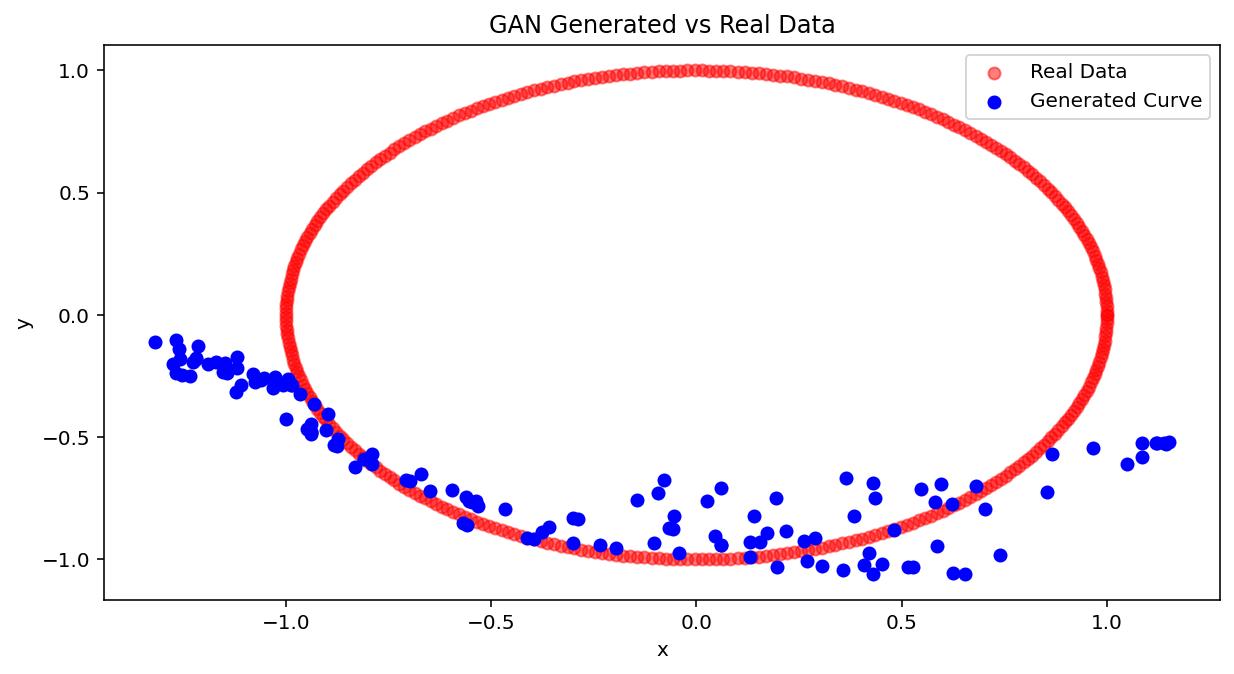 GAN Generated vs Real Data
Real Data
Generated Curve
y
1.0
0.5
0.0
−0.5
−1.0
−1.0 −0.5 0.0 0.5 1.0
x